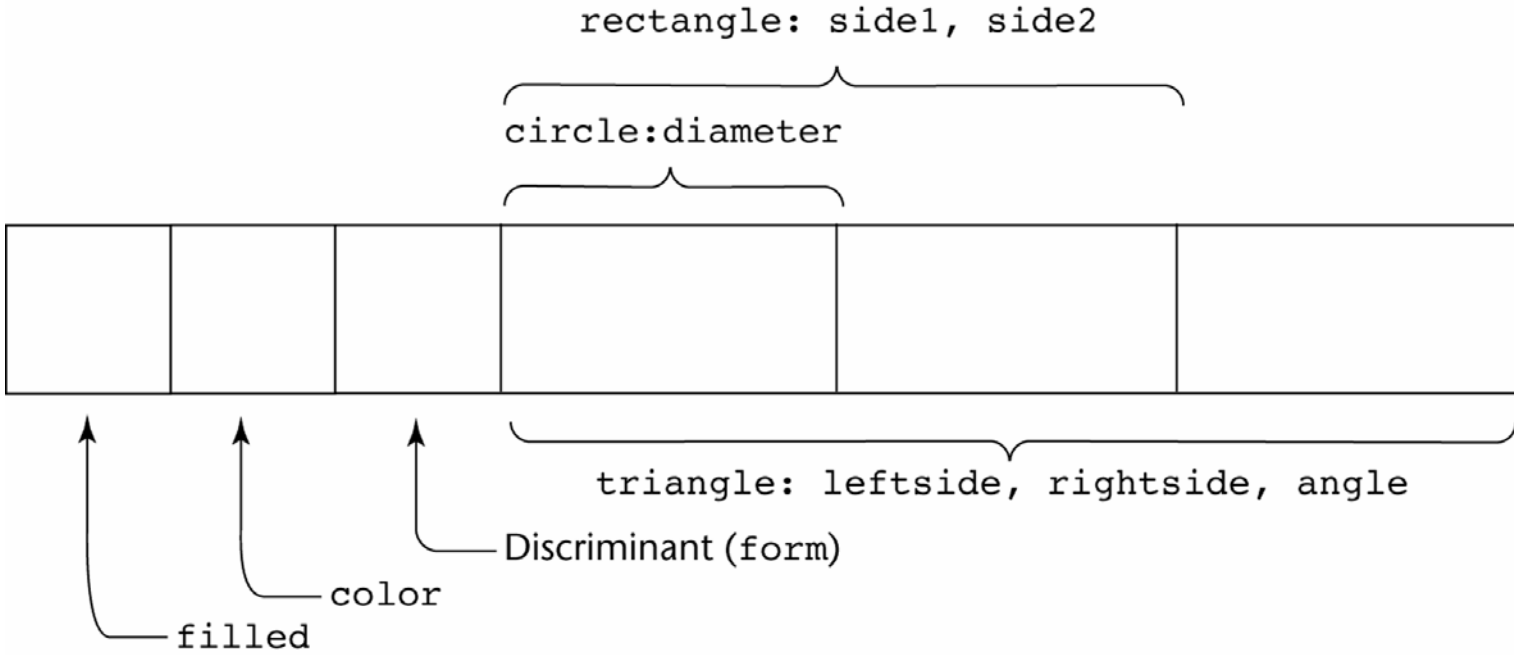 rectangle: side1, side2
circle:diameter
triangle: leftside, rightside, angle
Discriminant (form)
color
filled